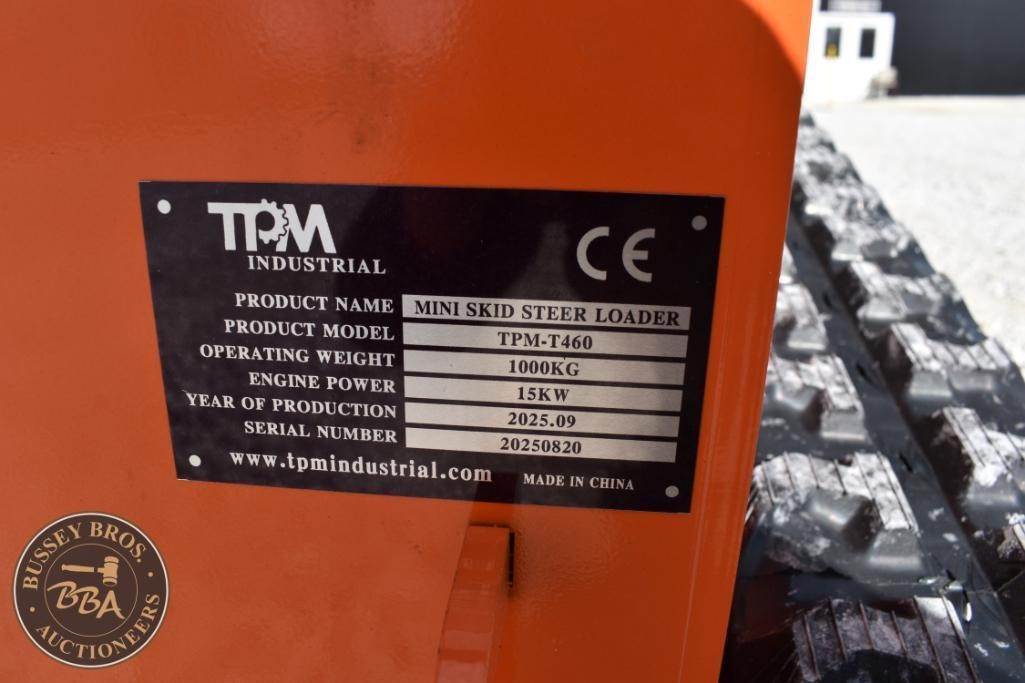 TPM
INDUSTRIAL
CE
PRODUCT NAME MINI SKID STEER LOADER
PRODUCT MODEL TPM-T460
OPERATING WEIGHT 1000KG
ENGINE POWER 15KW
YEAR OF PRODUCTION 2025.09
SERIAL NUMBER 20250820
www.tpmindustrial.com MADE IN CHINA
BUSSEY BROS.
BBA
AUCTIONEERS